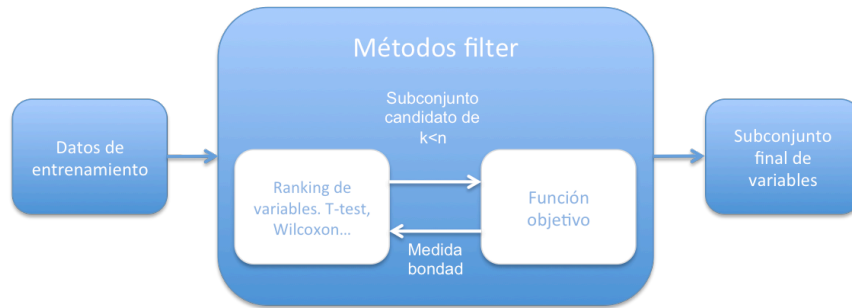 Métodos filter
Subconjunto
candidato de
k<n
Datos de
entrenamiento
Ranking de
variables. T-test,
Wilcoxon...
Función
objetivo
Medida
bondad
Subconjunto
final de
variables